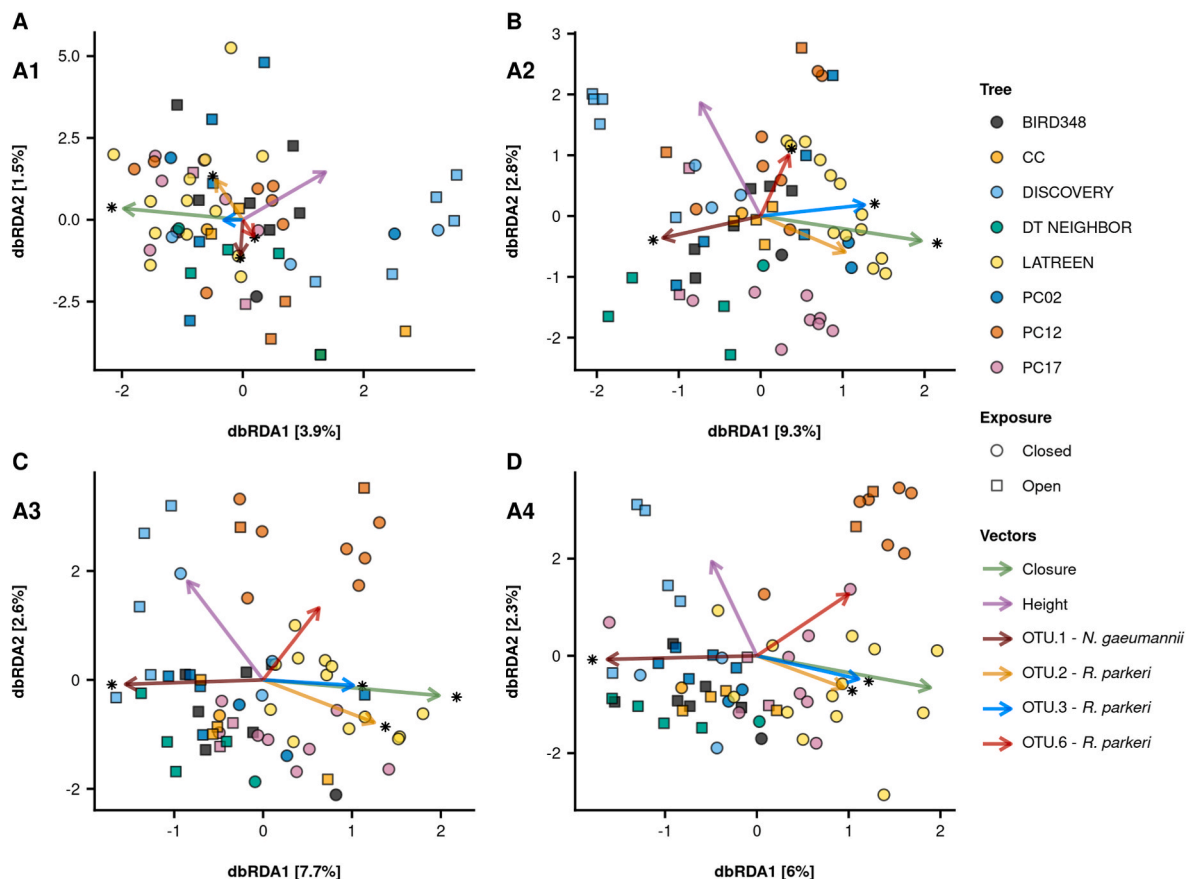 A
A1
5.0
2.5
0.0
-2.5
dbRDA2 [1.5%]
-2
0
2
dbRDA1 [3.9%]
*
*
*
*
B
A2
3
2
1
0
-1
-2
dbRDA2 [2.8%]
-2
-1
0
1
2
dbRDA1 [9.3%]
*
*
*
*
C
A3
2
0
-2
dbRDA2 [2.6%]
-1
0
1
2
dbRDA1 [7.7%]
*
*
*
*
D
A4
2
0
-2
dbRDA2 [2.3%]
-1
0
1
2
dbRDA1 [6%]
*
*
*
Tree
BIRD348
CC
DISCOVERY
DT NEIGHBOR
LATREEN
PC02
PC12
PC17
Exposure
Closed
Open
Vectors
Closure
Height
OTU.1 - N. gaeumannii
OTU.2 - R. parkeri
OTU.3 - R. parkeri
OTU.6 - R. parkeri